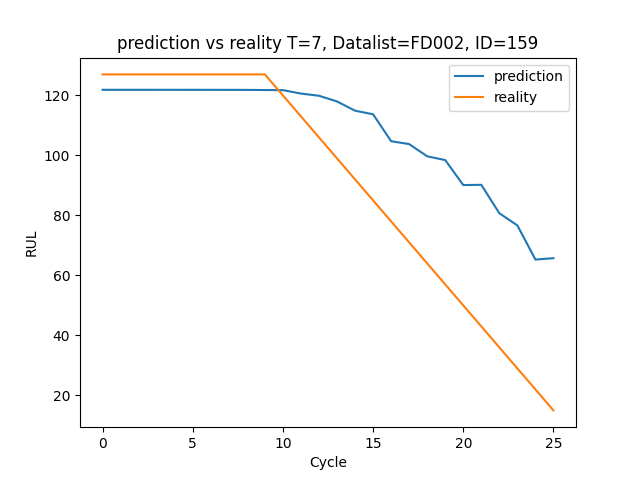 prediction vs reality T=7, Datalist=FD002, ID=159
prediction
reality
RUL
120
100
80
60
40
20
0 5 10 15 20 25
Cycle